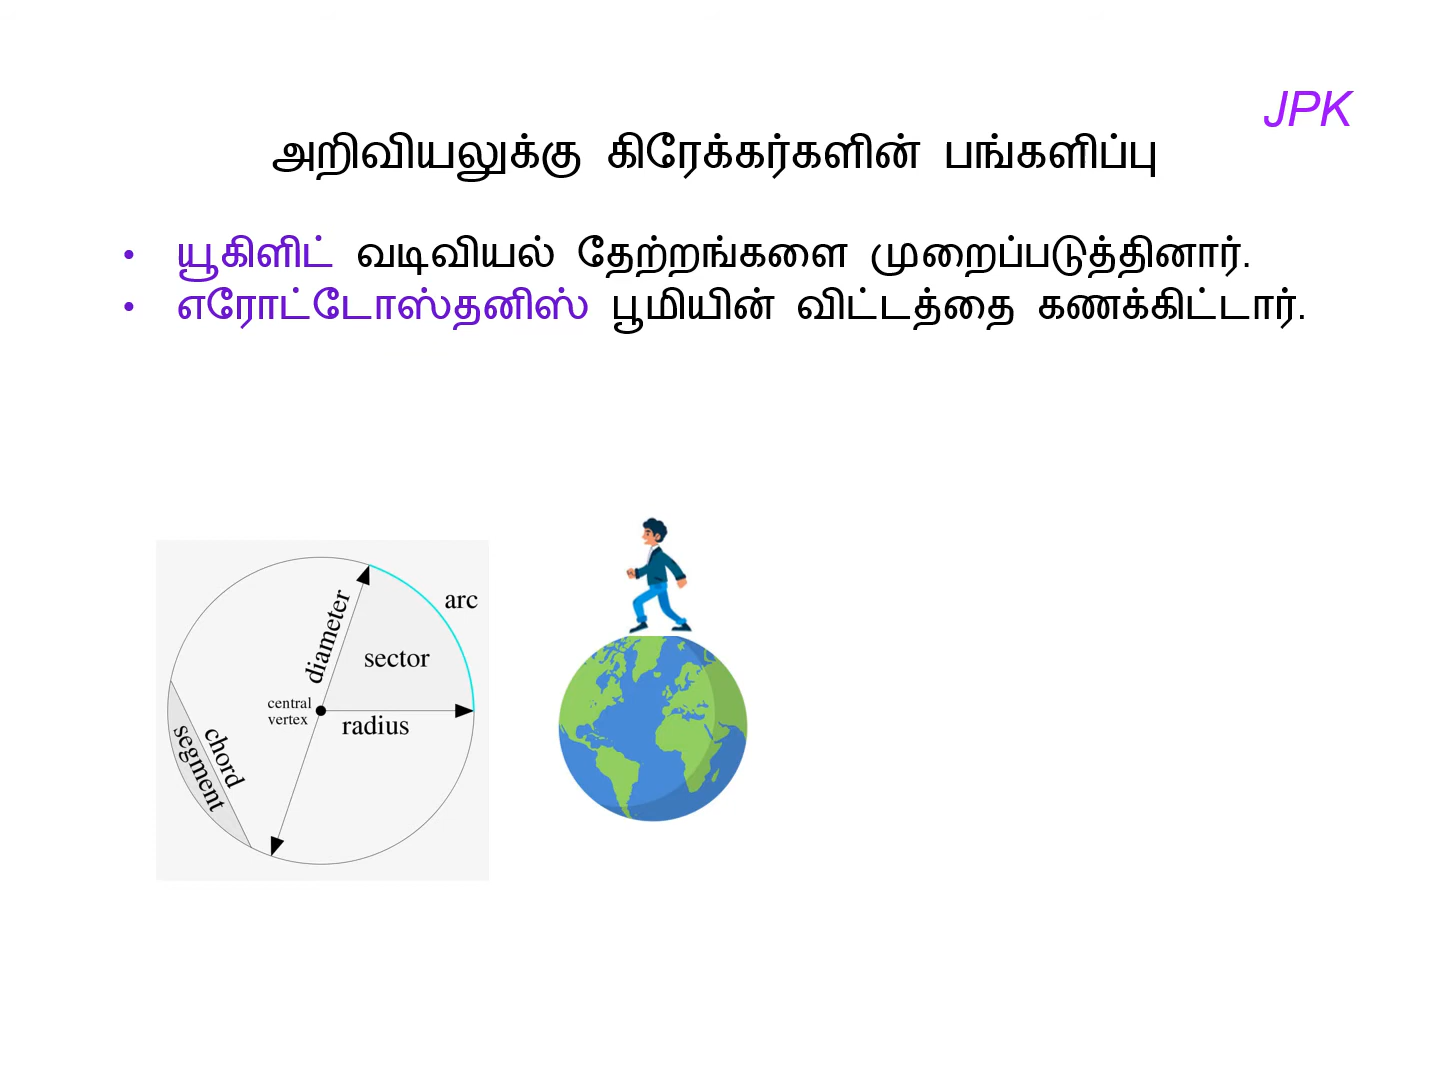 JPK
அறிவியலுக்கு கிரேக்கர்களின் பங்களிப்பு
• யூகிளிட் வடிவியல் தேற்றங்களை முறைப்படுத்தினார்.
• எரோட்டோஸ்தனிஸ் பூமியின் விட்டத்தை கணக்கிட்டார்.
diameter
arc
sector
central
vertex
radius
chord
segment